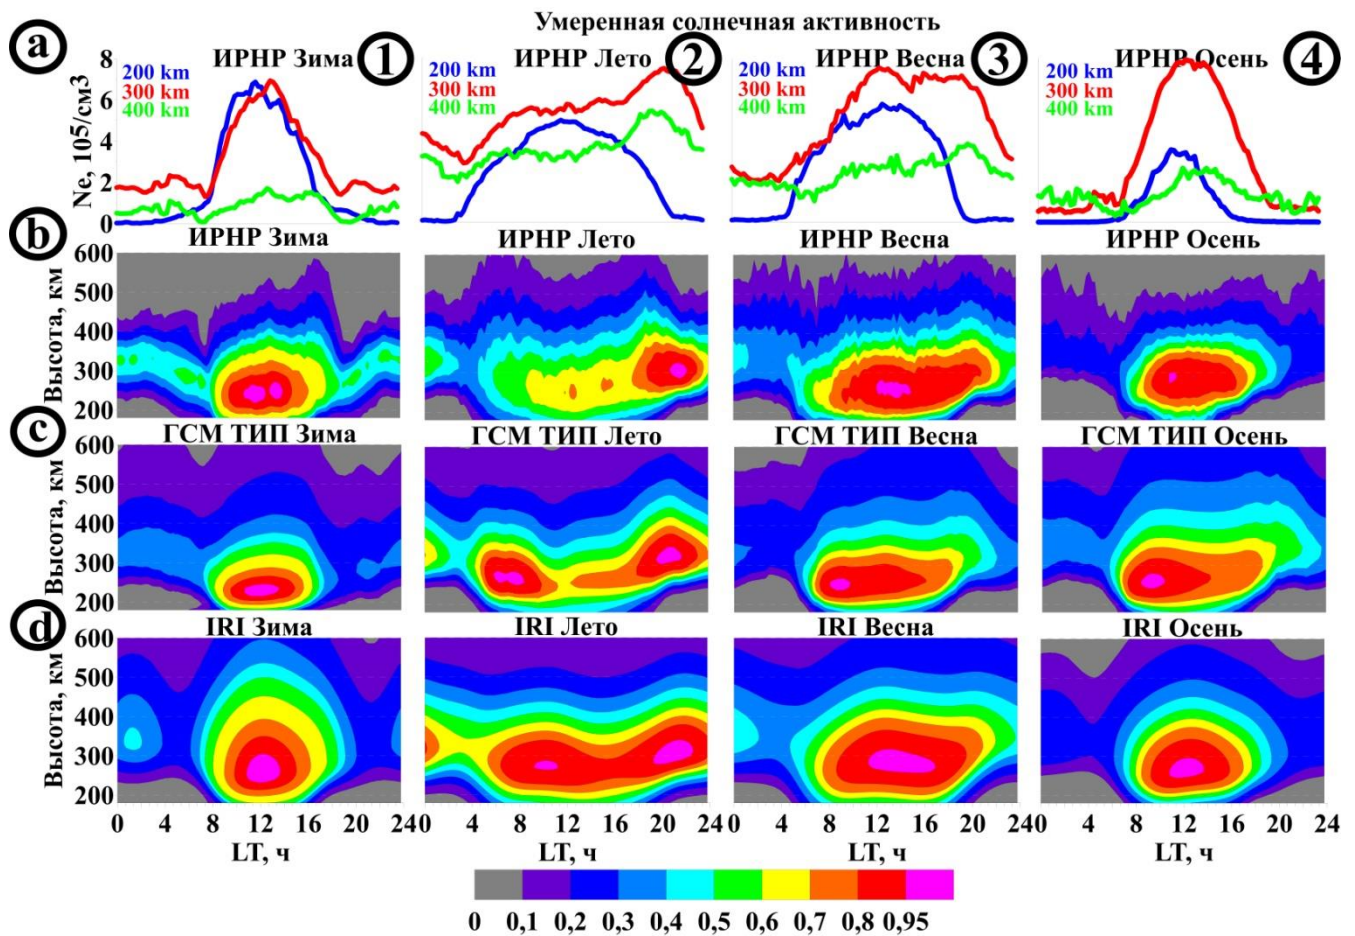 Умеренная солнечная активность
a
ИРНР Зима 1 ИРНР Лето 2 ИРНР Весна 3 ИРНР Осень 4
Ne, 105/см3
8
6
4
2
0
200 km
300 km
400 km
200 km
300 km
400 km
200 km
300 km
400 km
200 km
300 km
400 km
b
ИРНР Зима ИРНР Лето ИРНР Весна ИРНР Осень
Высота, км
600
500
400
300
200
c
ГСМ ТИП Зима ГСМ ТИП Лето ГСМ ТИП Весна ГСМ ТИП Осень
Высота, км
600
500
400
300
200
d
IRI Зима IRI Лето IRI Весна IRI Осень
Высота, км
600
500
400
300
200
0 4 8 12 16 20 24 0 4 8 12 16 20 24 0 4 8 12 16 20 24 0 4 8 12 16 20 24
LT, ч LT, ч LT, ч LT, ч
0 0,1 0,2 0,3 0,4 0,5 0,6 0,7 0,8 0,95